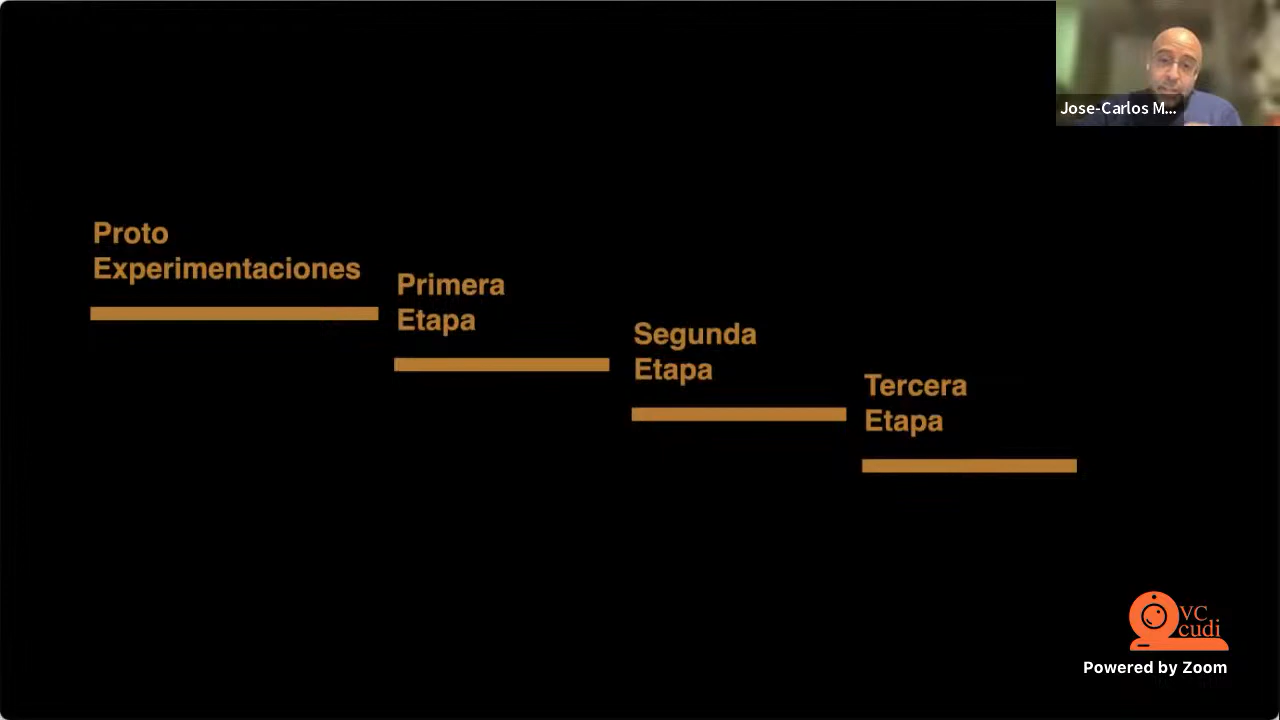 Jose-Carlos M...
Proto
Experimentaciones
Primera
Etapa
Segunda
Etapa
Tercera
Etapa
VC
cudi
Powered by Zoom